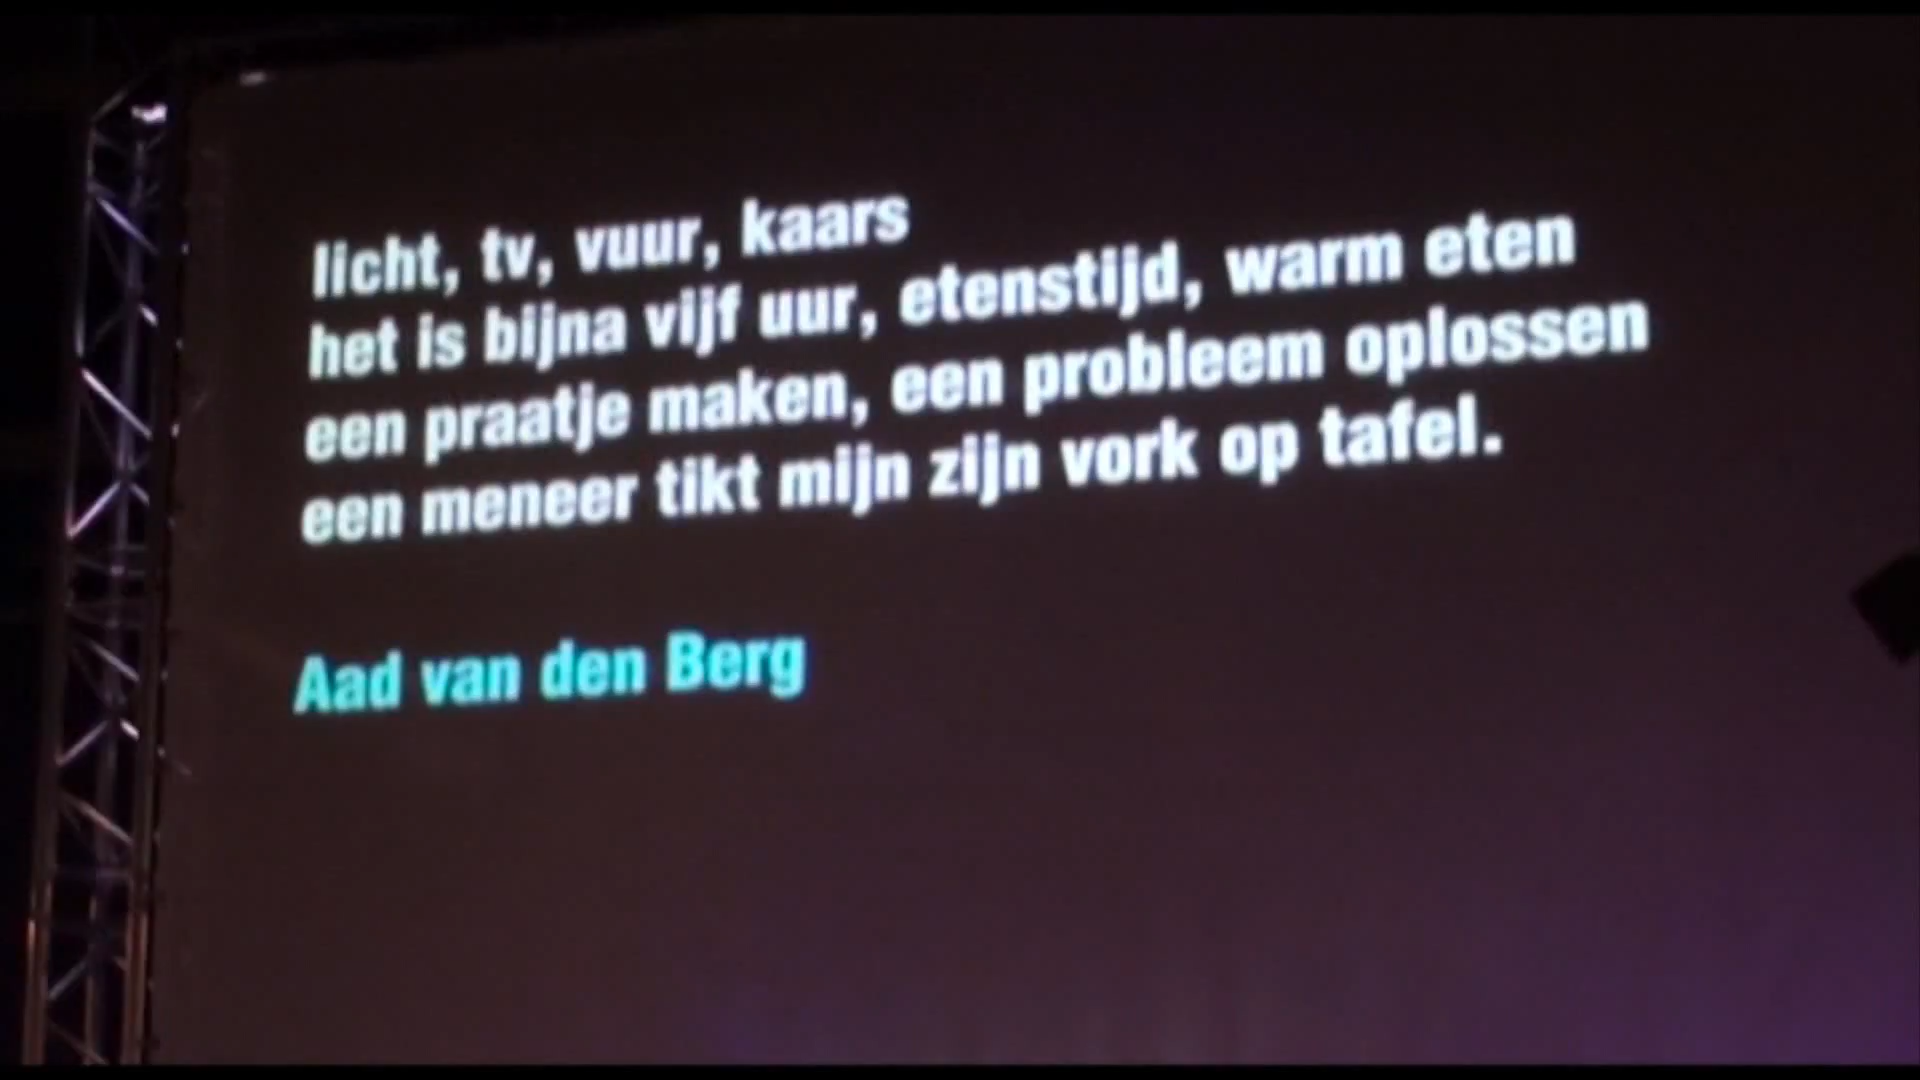 licht, tv, vuur, kaars
het is bijna vijf uur, etenstijd, warm eten
een praatje maken, een probleem oplossen
een meneer tikt mijn zijn vork op tafel.
Aad van den Berg